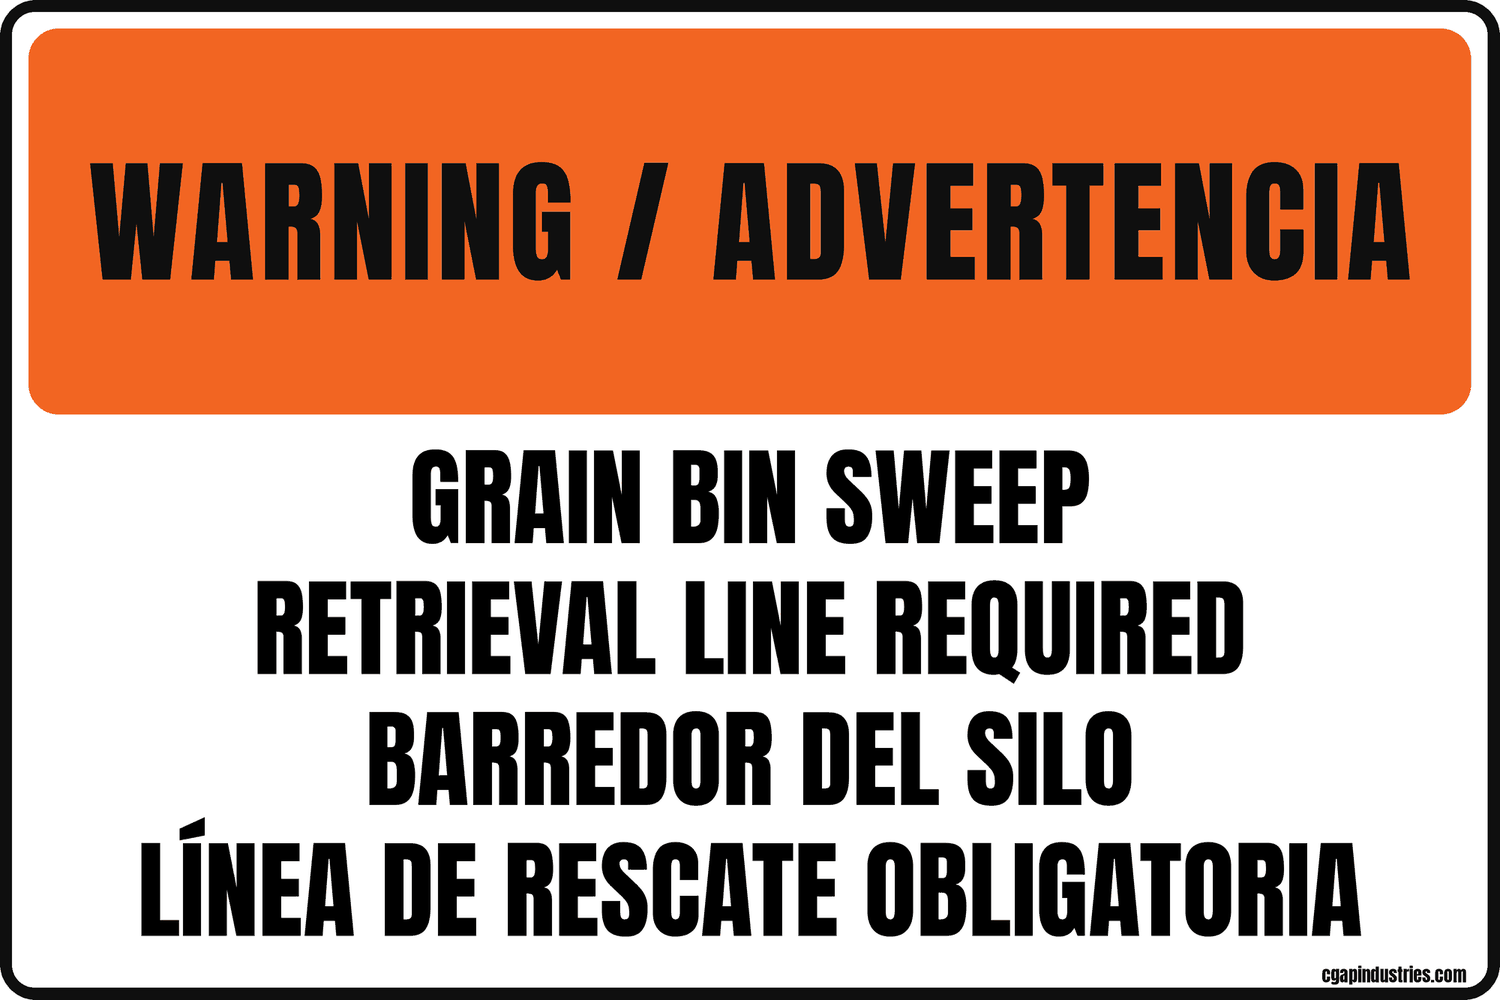 WARNING / ADVERTENCIA
GRAIN BIN SWEEP
RETRIEVAL LINE REQUIRED
BARREDOR DEL SILO
LÍNEA DE RESCATE OBLIGATORIA
cgapindustries.com